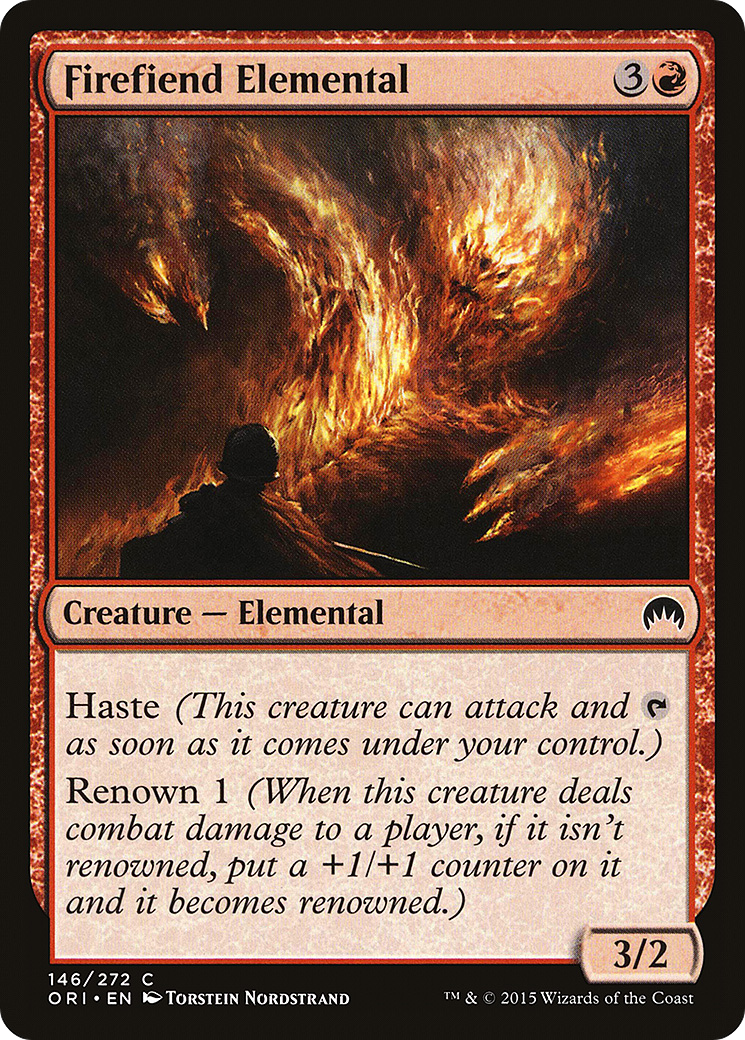 Firefiend Elemental 3
Creature — Elemental
Haste (This creature can attack and
as soon as it comes under your control.)
Renown 1 (When this creature deals
combat damage to a player, if it isn't
renowned, put a +1/+1 counter on it
and it becomes renowned.)
3/2
146/272 C
ORI • EN Torstein Nordstrand
™ & © 2015 Wizards of the Coast